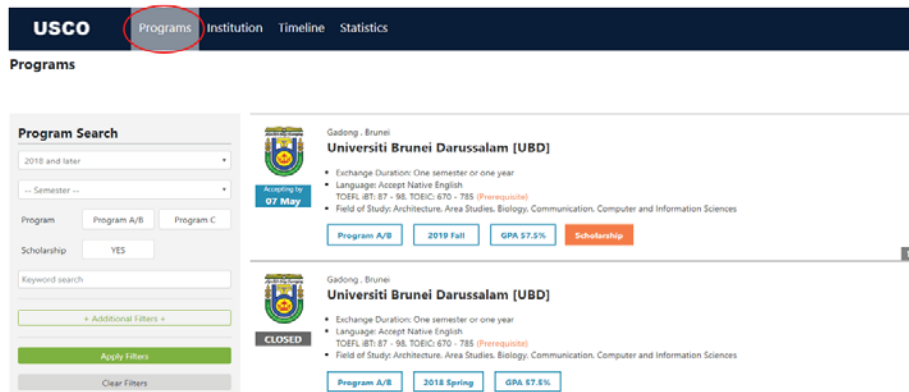 USCO
Programs Institution Timeline Statistics
Programs
Program Search
2018 and later
-- Semester --
Program Program A/B Program C
Scholarship YES
Keyword search
+ Additional Filters +
Apply Filters
Clear Filters
Gadong , Brunei
Universiti Brunei Darussalam [UBD]
Accepting by
07 May
• Exchange Duration: One semester or one year
• Language: Accept Native English
TOEFL iBT: 87 - 98, TOEIC: 670 - 785 (Prerequisite)
• Field of Study: Architecture, Area Studies, Biology, Communication, Computer and Information Sciences
Program A/B 2019 Fall GPA 57.5% Scholarship
Gadong , Brunei
Universiti Brunei Darussalam [UBD]
CLOSED
• Exchange Duration: One semester or one year
• Language: Accept Native English
TOEFL iBT: 87 - 98, TOEIC: 670 - 785 (Prerequisite)
• Field of Study: Architecture, Area Studies, Biology, Communication, Computer and Information Sciences
Program A/B 2018 Spring GPA 57.5%